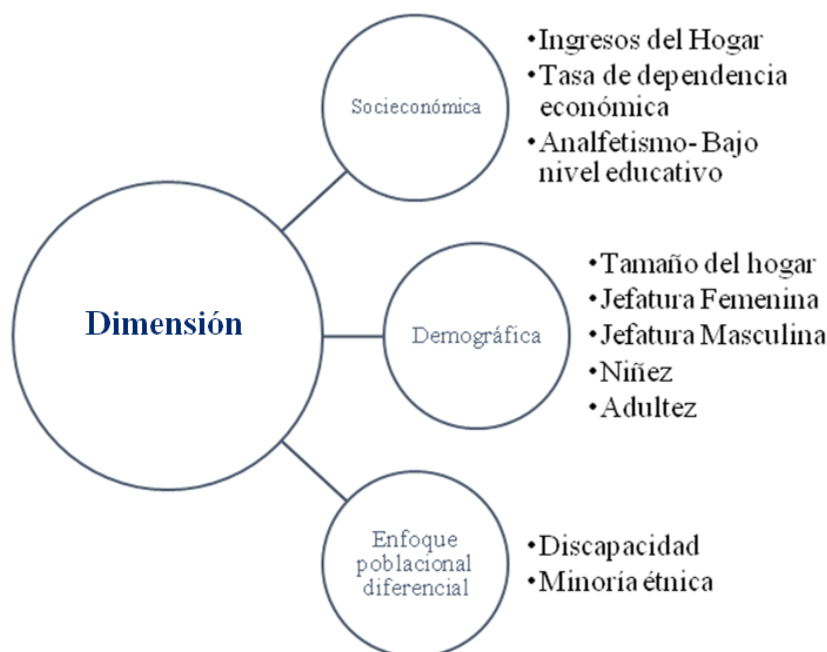 Dimensión
Socieconómica
•Ingresos del Hogar
•Tasa de dependencia
económica
•Analfetismo-Bajo
nivel educativo
Demográfica
•Tamaño del hogar
•Jefatura Femenina
•Jefatura Masculina
•Niñez
•Adultez
Enfoque
poblacional
diferencial
•Discapacidad
•Minoría étnica